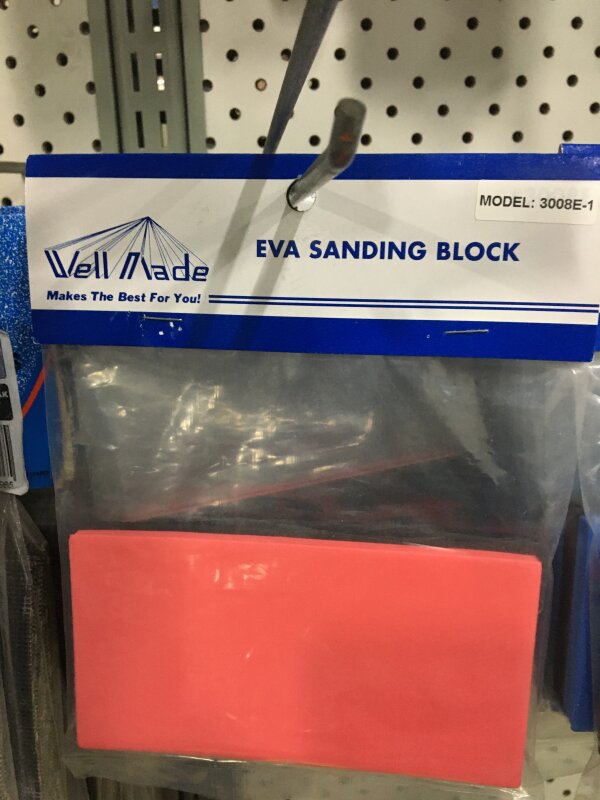 MODEL: 3008E-1
Well Made
EVA SANDING BLOCK
Makes The Best For You!